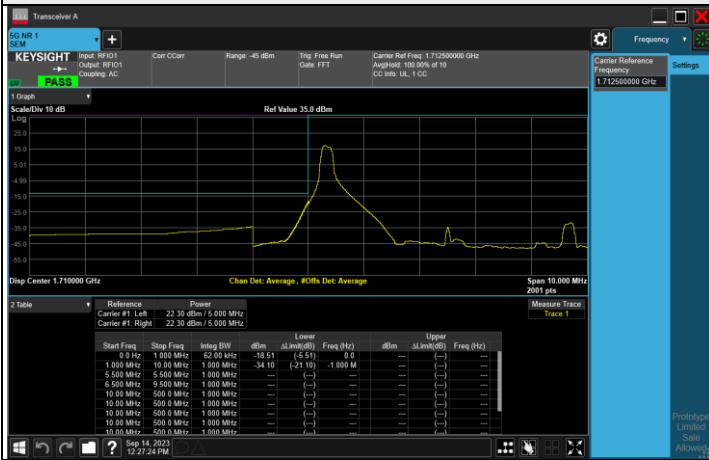 Transceiver A
5G NR 1
SEM
Frequency
KEYSIGHT
PASS
Input: RFIO1
Output: RFIO1
Coupling: AC
Corr CCorr
Range: -45 dBm
Trig: Free Run
Gate: FFT
Carrier Ref Freq: 1.712500000 GHz
Avg|Hold: 100.00% of 10
CC Info: UL, 1 CC
Carrier Reference
Frequency
1.712500000 GHz
Settings
1 Graph
Scale/Div 10 dB
Ref Value 35.0 dBm
Log
25.0
15.0
5.01
-4.99
-15.0
-25.0
-35.0
-45.0
-55.0
Disp Center 1.710000 GHz
Chan Det: Average , #Offs Det: Average
Span 10.000 MHz
2001 pts
2 Table
Reference Power
Carrier #1: Left 22.30 dBm / 5.000 MHz
Carrier #1: Right 22.30 dBm / 5.000 MHz
Measure Trace
Trace 1
Lower Upper
Start Freq Stop Freq Integ BW dBm ΔLimit(dB) Freq (Hz) dBm ΔLimit(dB) Freq (Hz)
0.0 Hz 1.000 MHz 62.00 kHz -18.51 (-5.51) 0.0 --- (---) ---
1.000 MHz 10.00 MHz 1.000 MHz -34.10 (-21.10) -1.000 M --- (---) ---
5.500 MHz 5.500 MHz 1.000 MHz --- (---) --- --- (---) ---
6.500 MHz 9.500 MHz 1.000 MHz --- (---) --- --- (---) ---
10.00 MHz 500.0 MHz 1.000 MHz --- (---) --- --- (---) ---
10.00 MHz 500.0 MHz 1.000 MHz --- (---) --- --- (---) ---
10.00 MHz 500.0 MHz 1.000 MHz --- (---) --- --- (---) ---
10.00 MHz 500.0 MHz 1.000 MHz --- (---) --- --- (---) ---
10.00 MHz 500.0 MHz 1.000 MHz --- (---) --- --- (---) ---
Sep 14, 2023
12:27:24 PM
Prototype
Limited
Sale
Allowed